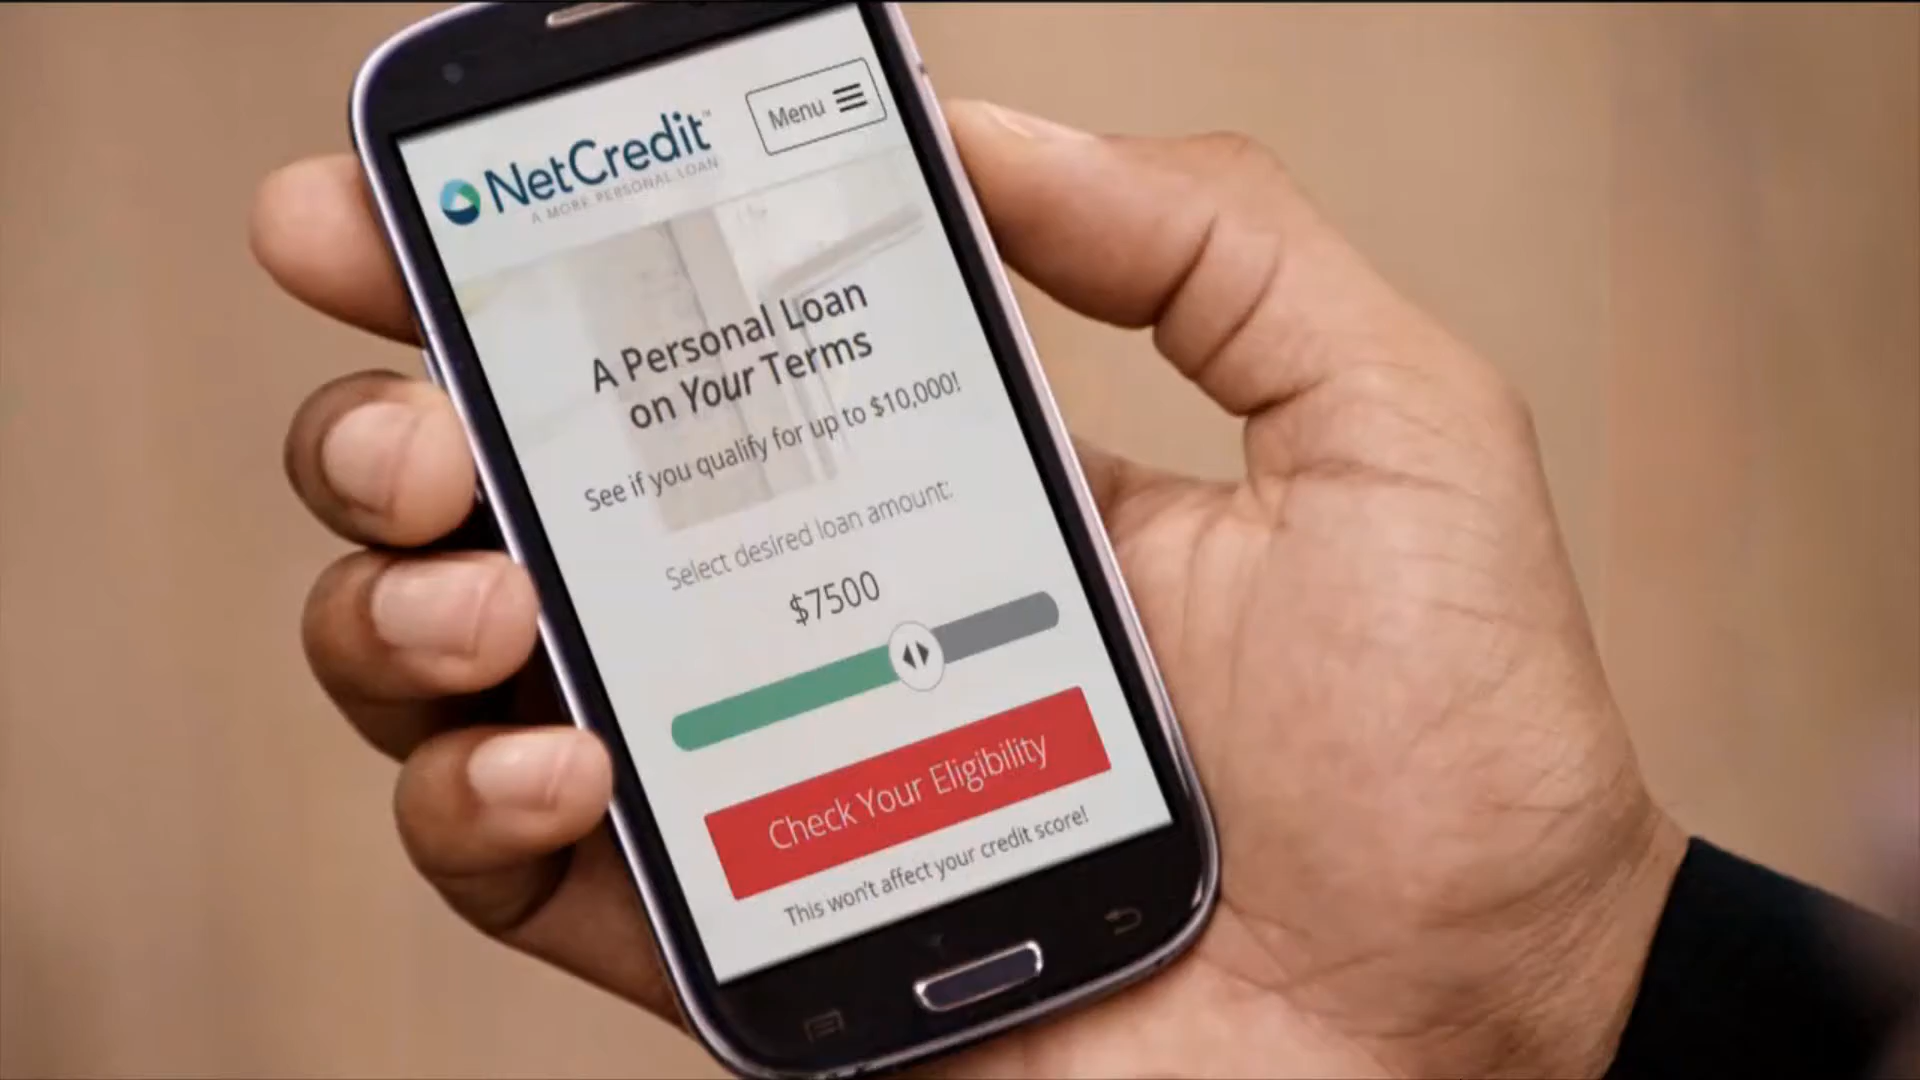 NetCredit™
A MORE PERSONAL LOAN
Menu
A Personal Loan
on Your Terms
See if you qualify for up to $10,000!
Select desired loan amount:
$7500
Check Your Eligibility
This won't affect your credit score!